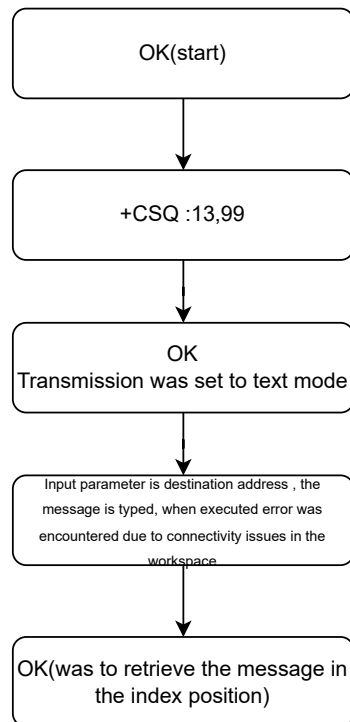 OK(start)
+CSQ :13,99
OK
Transmission was set to text mode
Input parameter is destination address , the
message is typed, when executed error was
encountered due to connectivity issues in the
workspace
OK(was to retrieve the message in
the index position)